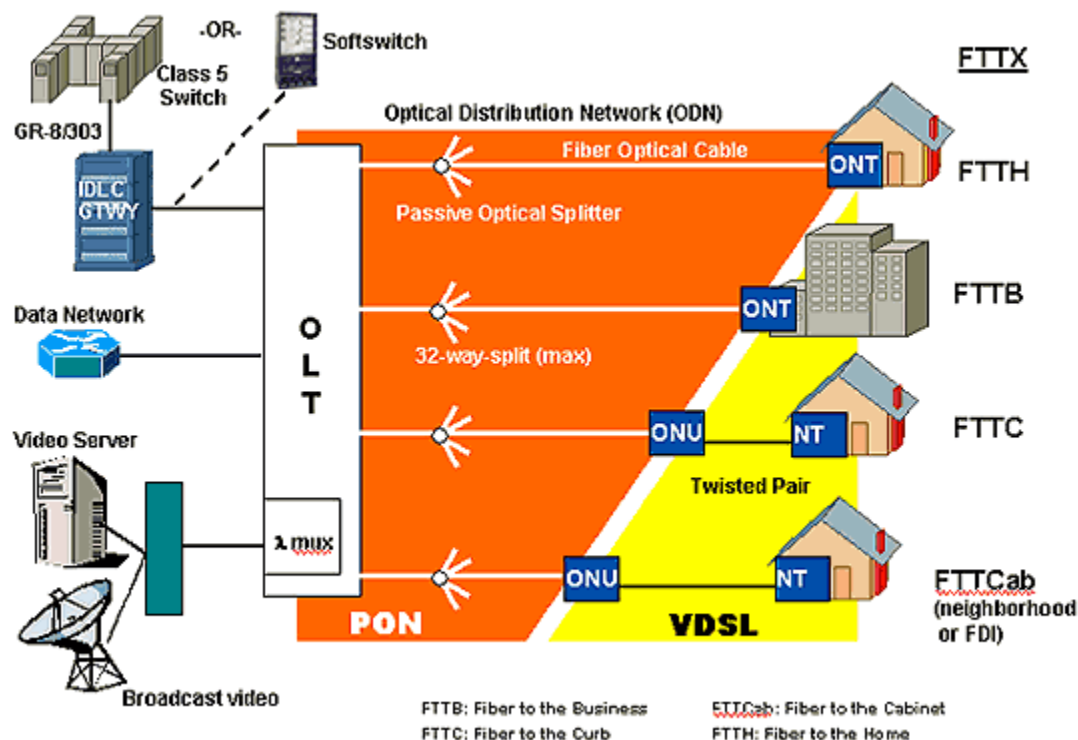 -OR-
Softswitch
Class 5
Switch
FTTX
GR-8/303
Optical Distribution Network (ODN)
Fiber Optical Cable
IDLC
GTWY
ONT
FTTH
Passive Optical Splitter
ONT
FTTB
Data Network
OLT
32-way-split (max)
ONU
NT
FTTC
Video Server
Twisted Pair
λ mux
ONU
NT
FTTCab
(neighborhood
or FDI)
PON
VDSL
Broadcast video
FTTB: Fiber to the Business
FTTCab: Fiber to the Cabinet
FTTC: Fiber to the Curb
FTTH: Fiber to the Home